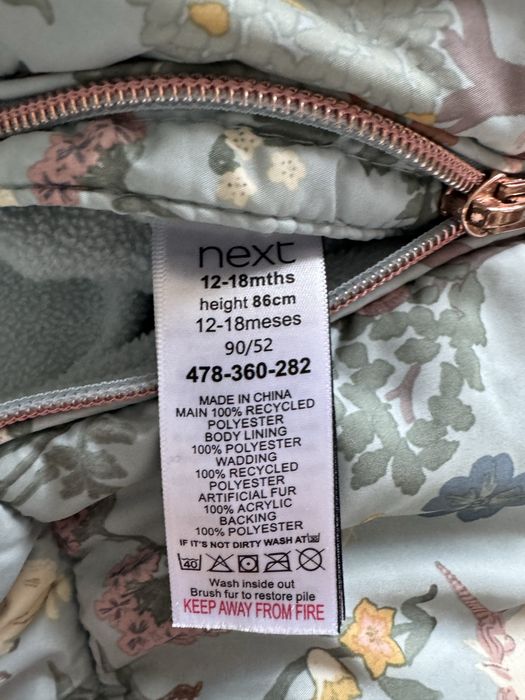 next
12-18mths
height 86cm
12-18meses
90/52
478-360-282
MADE IN CHINA
MAIN 100% RECYCLED
POLYESTER
BODY LINING
100% POLYESTER
WADDING
100% RECYCLED
POLYESTER
ARTIFICIAL FUR
100% ACRYLIC
BACKING
100% POLYESTER
IF IT'S NOT DIRTY WASH AT
40
Wash inside out
Brush fur to restore pile
KEEP AWAY FROM FIRE